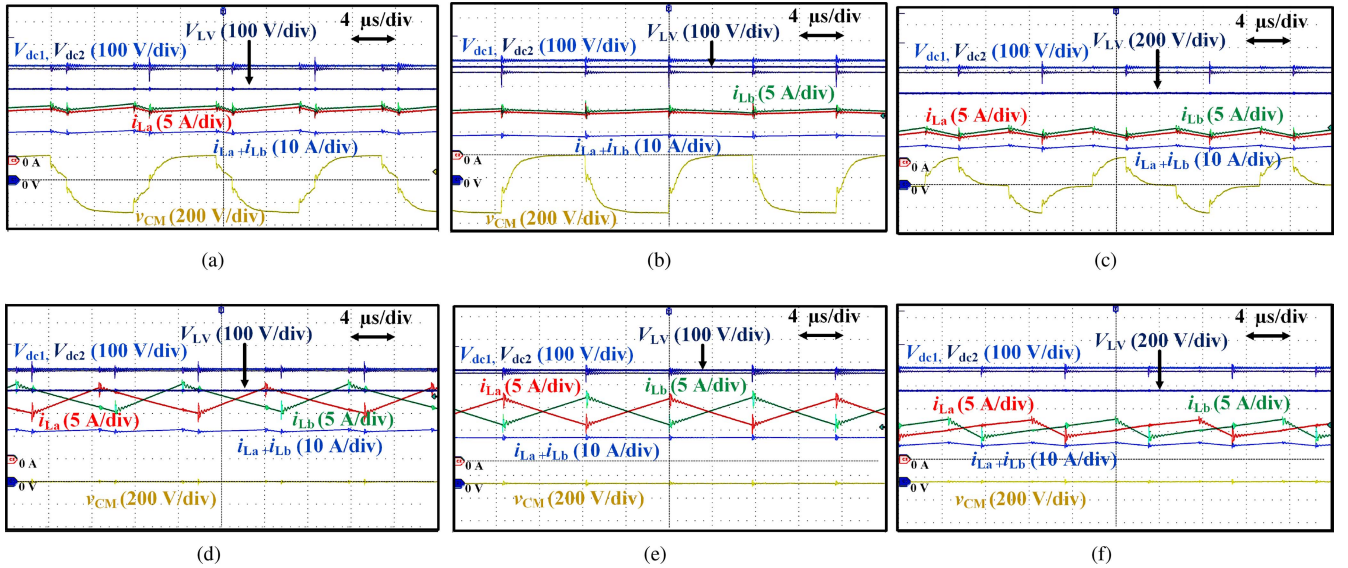 4 µs/div
V_LV (100 V/div)
V_dc1, V_dc2 (100 V/div)
i_La (5 A/div)
i_La+i_Lb (10 A/div)
0 A
0 V
v_CM (200 V/div)
(a)
4 µs/div
V_LV (100 V/div)
V_dc1, V_dc2 (100 V/div)
i_Lb (5 A/div)
i_La+i_Lb (10 A/div)
0 A
0 V
v_CM (200 V/div)
(b)
4 µs/div
V_LV (200 V/div)
V_dc1, V_dc2 (100 V/div)
i_La (5 A/div) i_Lb (5 A/div)
i_La+i_Lb (10 A/div)
0 A
0 V
v_CM (200 V/div)
(c)
4 µs/div
V_LV (100 V/div)
V_dc1, V_dc2 (100 V/div)
i_La (5 A/div) i_Lb (5 A/div)
i_La+i_Lb (10 A/div)
0 A
0 V
v_CM (200 V/div)
(d)
4 µs/div
V_LV (100 V/div)
V_dc1, V_dc2 (100 V/div)
i_La (5 A/div) i_Lb (5 A/div)
i_La+i_Lb (10 A/div)
0 A
0 V
v_CM (200 V/div)
(e)
4 µs/div
V_LV (200 V/div)
V_dc1, V_dc2 (100 V/div)
i_La (5 A/div) i_Lb (5 A/div)
i_La+i_Lb (10 A/div)
0 A
0 V
v_CM (200 V/div)
(f)